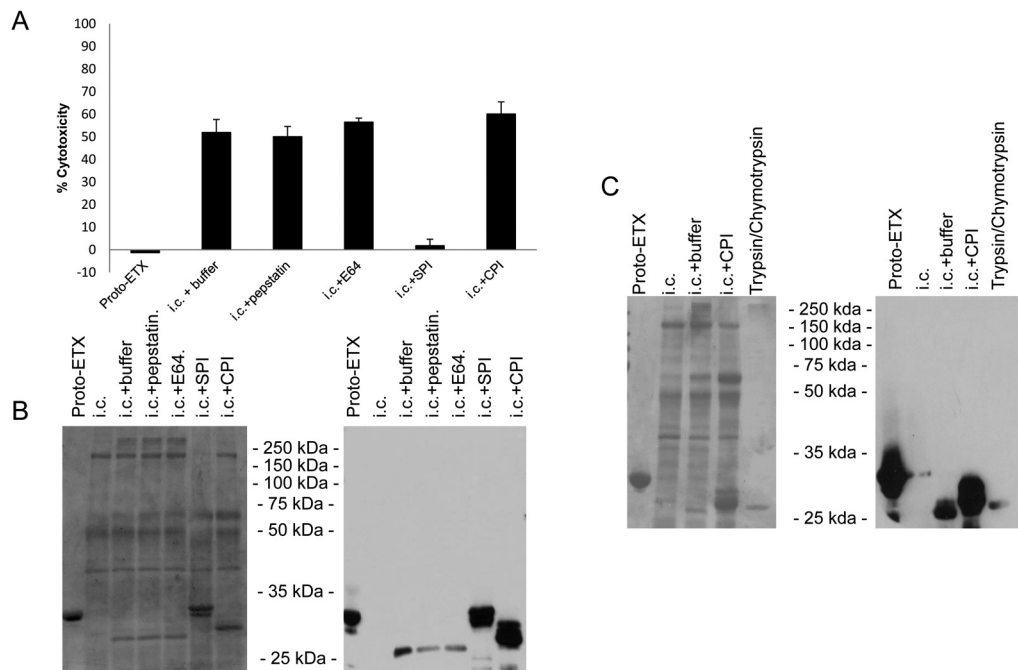 A
100
90
80
70
60
50
40
30
20
10
0
-10
% Cytotoxicity
Proto-ETX
i.c. + buffer
i.c.+pepstatin
i.c.+E64
i.c.+SPI
i.c.+CPI
B
Proto-ETX
i.c.
i.c.+buffer
i.c.+pepstatin.
i.c.+E64.
i.c.+SPI
i.c.+CPI
- 250 kDa -
- 150 kDa -
- 100 kDa -
- 75 kDa -
- 50 kDa -
- 35 kDa -
- 25 kDa -
Proto-ETX
i.c.
i.c.+buffer
i.c.+pepstatin.
i.c.+E64.
i.c.+SPI
i.c.+CPI
C
Proto-ETX
i.c.
i.c.+buffer
i.c.+CPI
Trypsin/Chymotrypsin
- 250 kda -
- 150 kda -
- 100 kda -
- 75 kda -
- 50 kda -
- 35 kda -
- 25 kda -
Proto-ETX
i.c.
i.c.+buffer
i.c.+CPI
Trypsin/Chymotrypsin